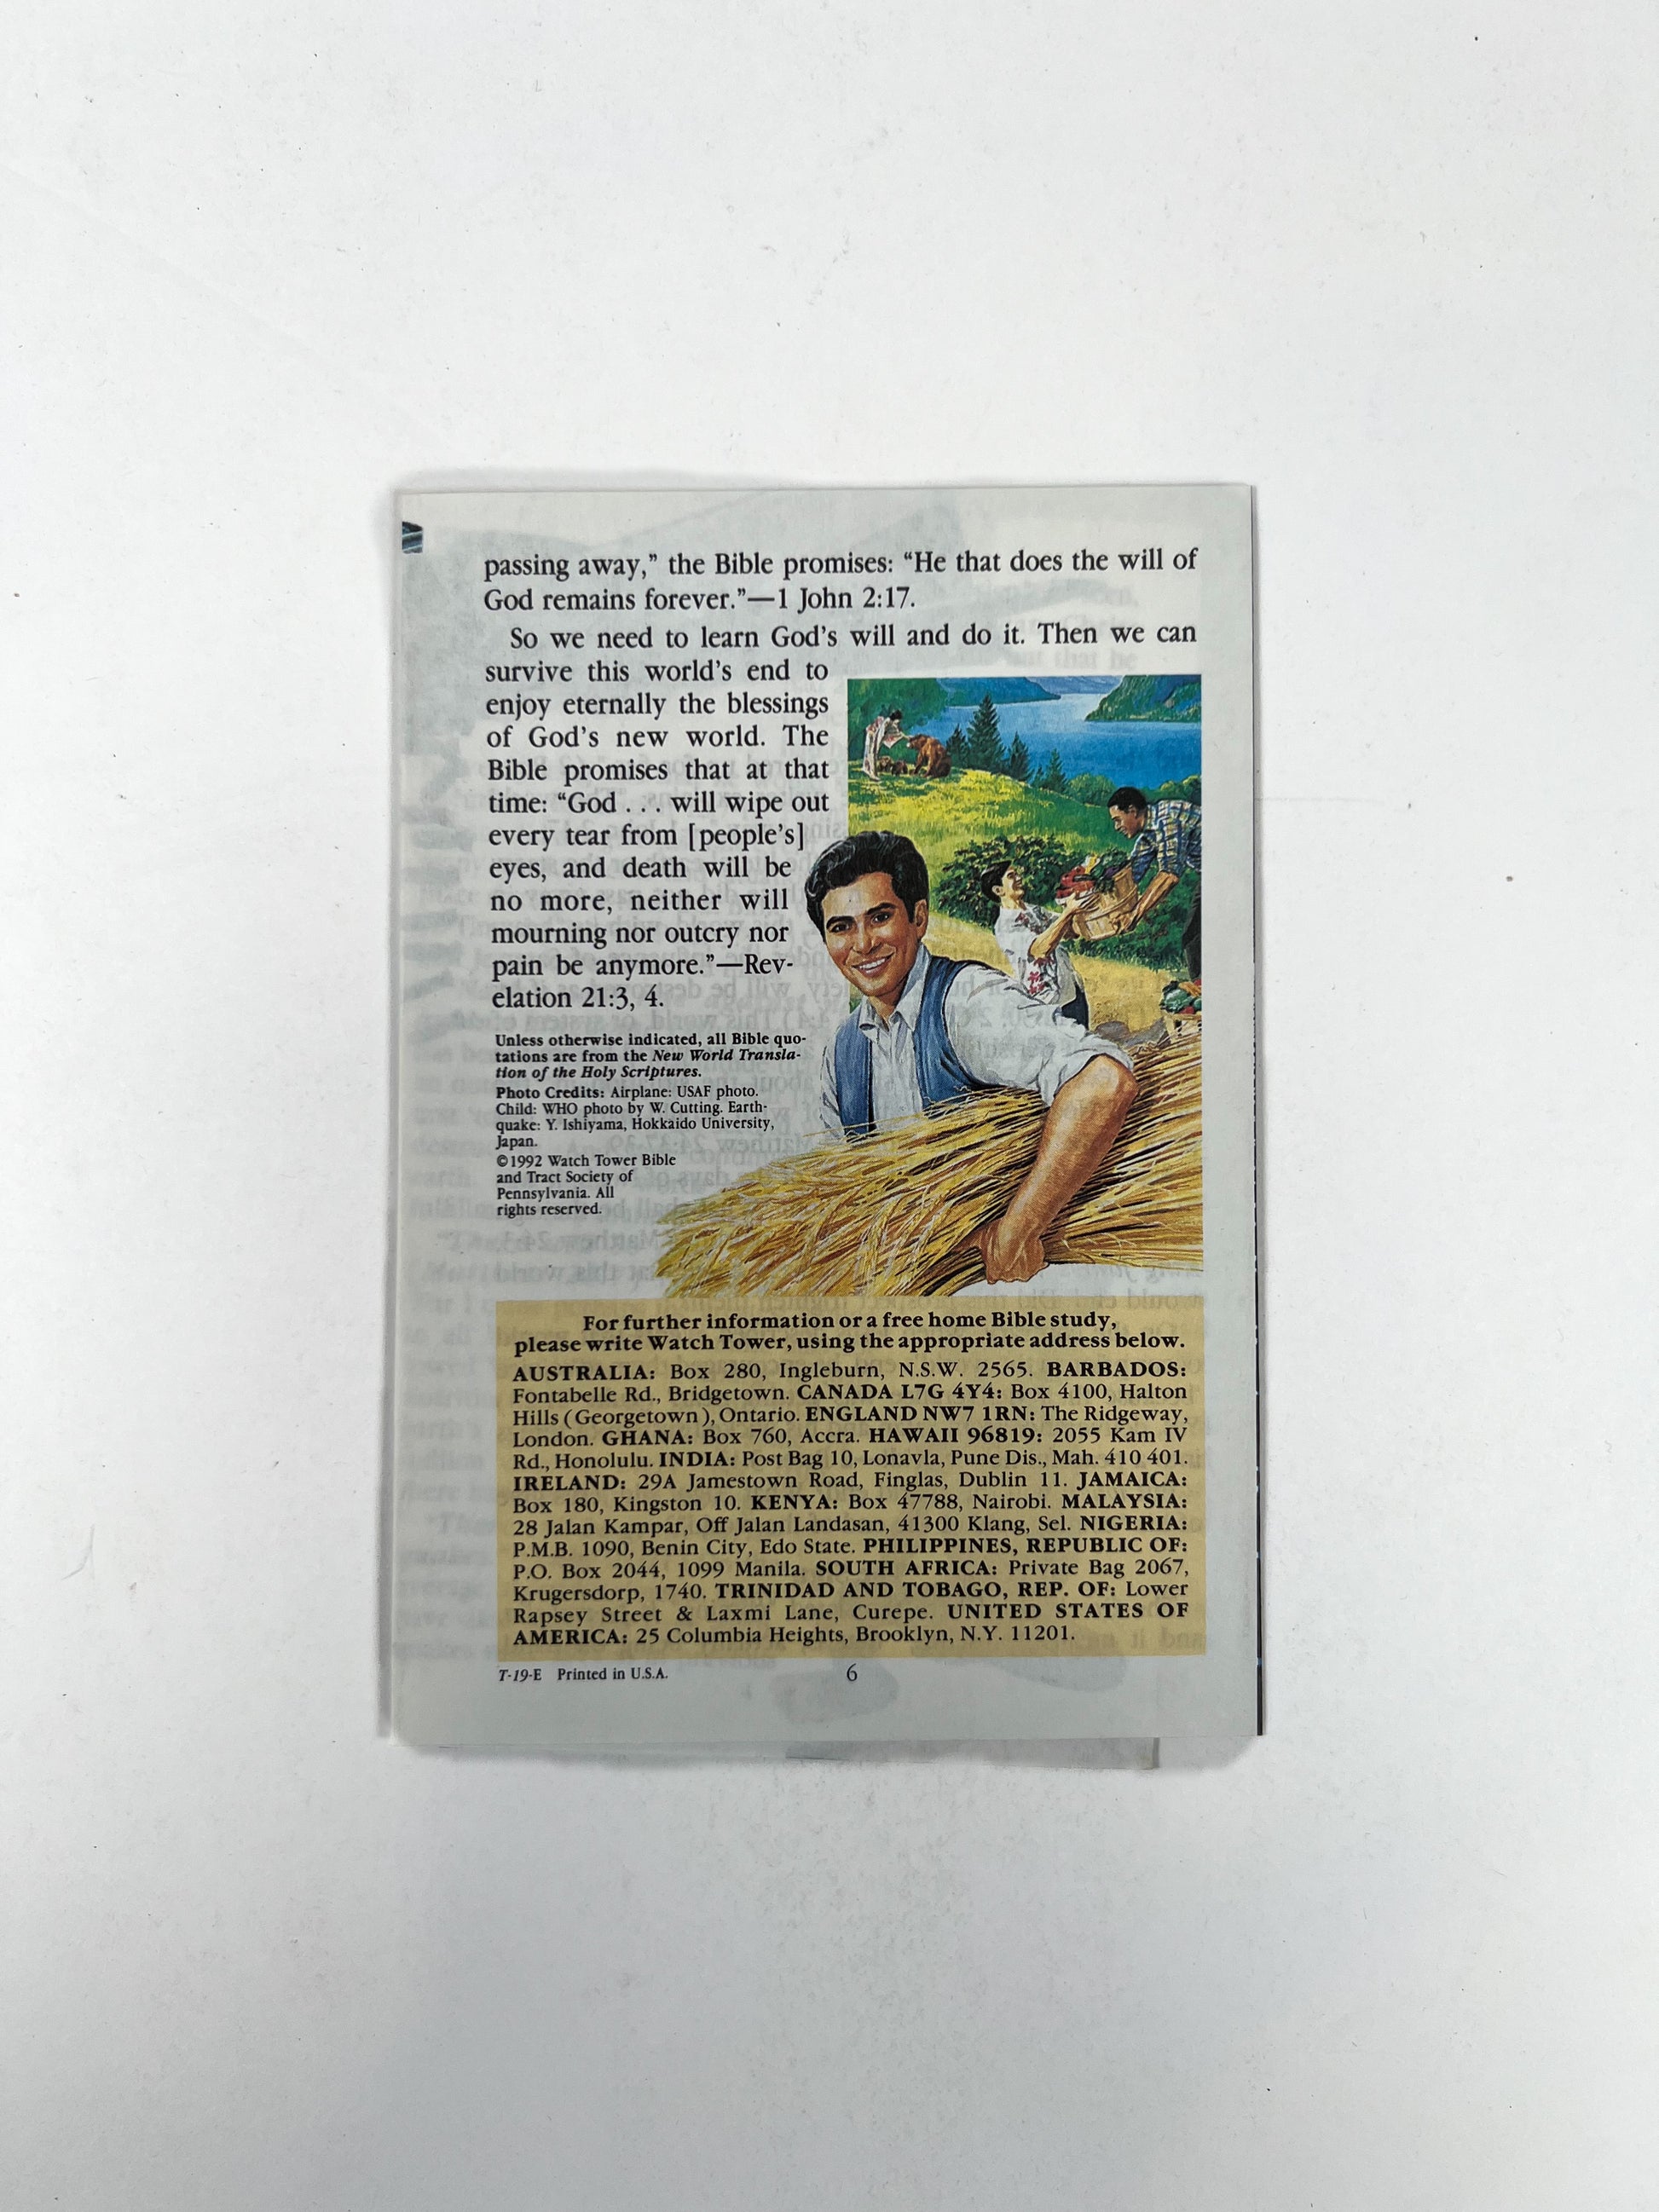 passing away,” the Bible promises: “He that does the will of
God remains forever.”—1 John 2:17.
So we need to learn God’s will and do it. Then we can
survive this world’s end to
enjoy eternally the blessings
of God’s new world. The
Bible promises that at that
time: “God . . . will wipe out
every tear from [people’s]
eyes, and death will be
no more, neither will
mourning nor outcry nor
pain be anymore.”—Rev-
elation 21:3, 4.
Unless otherwise indicated, all Bible quo-
tations are from the New World Transla-
tion of the Holy Scriptures.
Photo Credits: Airplane: USAF photo.
Child: WHO photo by W. Cutting. Earth-
quake: Y. Ishiyama, Hokkaido University,
Japan.
©1992 Watch Tower Bible
and Tract Society of
Pennsylvania. All
rights reserved.
For further information or a free home Bible study,
please write Watch Tower, using the appropriate address below.
AUSTRALIA: Box 280, Ingleburn, N.S.W. 2565. BARBADOS:
Fontabelle Rd., Bridgetown. CANADA L7G 4Y4: Box 4100, Halton
Hills (Georgetown), Ontario. ENGLAND NW7 1RN: The Ridgeway,
London. GHANA: Box 760, Accra. HAWAII 96819: 2055 Kam IV
Rd., Honolulu. INDIA: Post Bag 10, Lonavla, Pune Dis., Mah. 410 401.
IRELAND: 29A Jamestown Road, Finglas, Dublin 11. JAMAICA:
Box 180, Kingston 10. KENYA: Box 47788, Nairobi. MALAYSIA:
28 Jalan Kampar, Off Jalan Landasan, 41300 Klang, Sel. NIGERIA:
P.M.B. 1090, Benin City, Edo State. PHILIPPINES, REPUBLIC OF:
P.O. Box 2044, 1099 Manila. SOUTH AFRICA: Private Bag 2067,
Krugersdorp, 1740. TRINIDAD AND TOBAGO, REP. OF: Lower
Rapsey Street & Laxmi Lane, Curepe. UNITED STATES OF
AMERICA: 25 Columbia Heights, Brooklyn, N.Y. 11201.
T-19-E Printed in U.S.A.
6